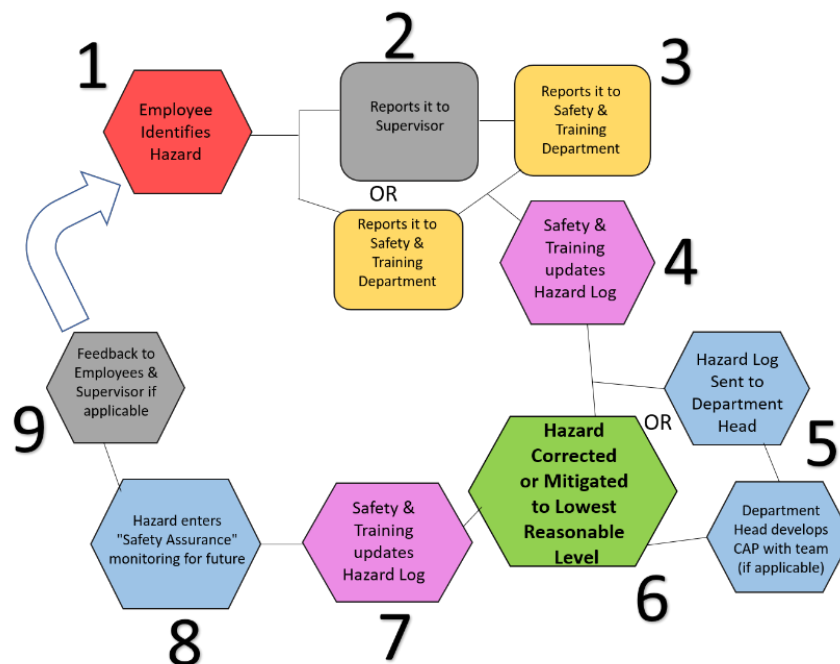 1
Employee
Identifies
Hazard
2
Reports it to
Supervisor
3
Reports it to
Safety &
Training
Department
OR
Reports it to
Safety &
Training
Department
4
Safety &
Training
updates
Hazard Log
5
Hazard Log
Sent to
Department
Head
OR
Department
Head develops
CAP with team
(if applicable)
6
Hazard
Corrected
or Mitigated
to Lowest
Reasonable
Level
7
Safety &
Training
updates
Hazard Log
8
Hazard enters
"Safety Assurance"
monitoring for future
9
Feedback to
Employees &
Supervisor if
applicable